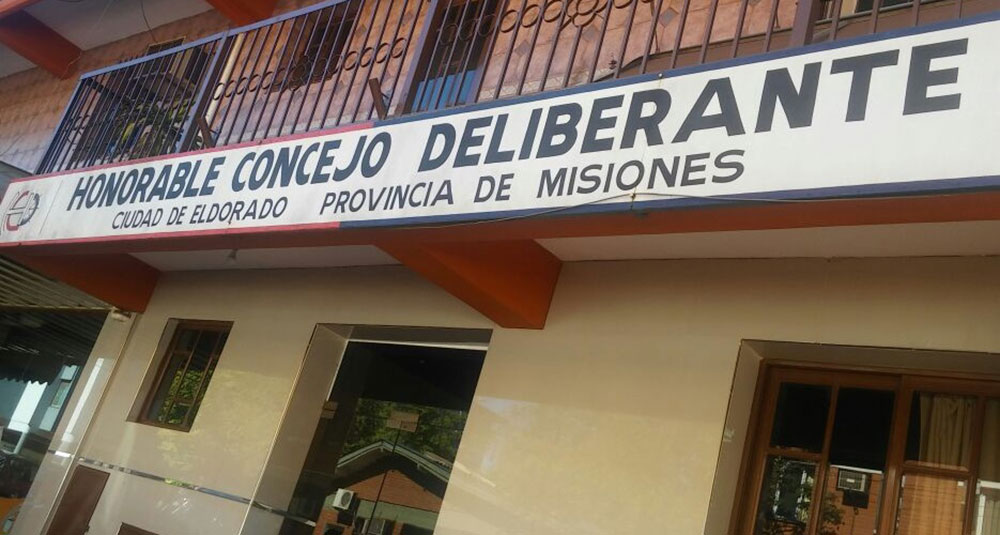 HONORABLE CONCEJO DELIBERANTE
CIUDAD DE ELDORADO PROVINCIA DE MISIONES